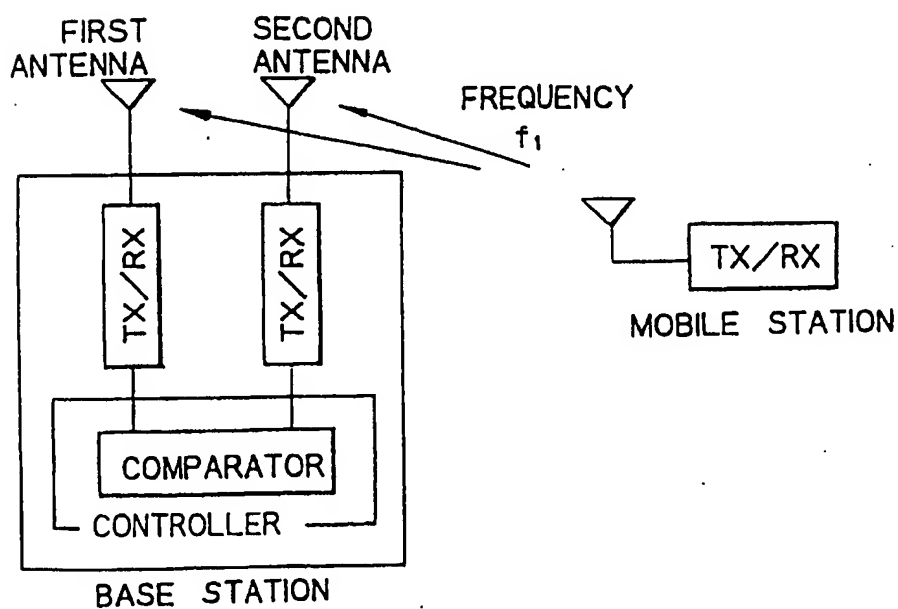 FIRST
ANTENNA
SECOND
ANTENNA
FREQUENCY
f₁
TX/RX
TX/RX
TX/RX
MOBILE STATION
COMPARATOR
CONTROLLER
BASE STATION